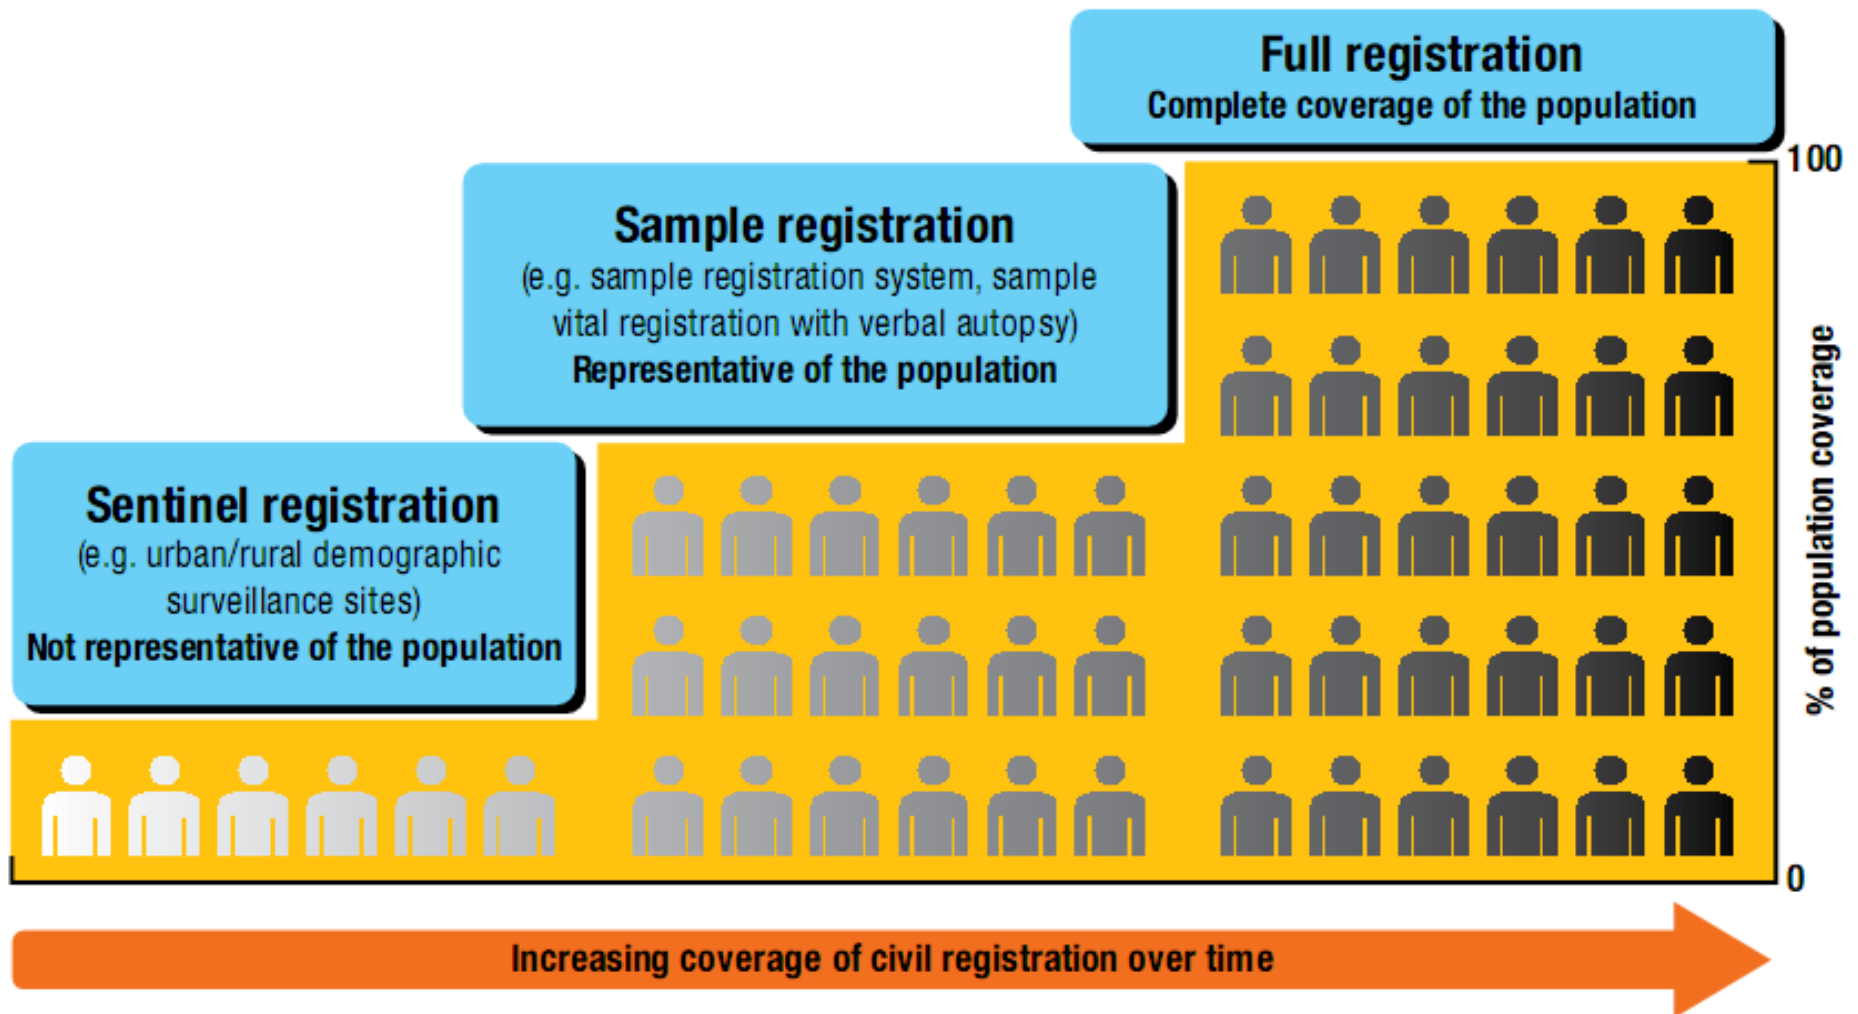 Full registration
Complete coverage of the population
100
Sample registration
(e.g. sample registration system, sample
vital registration with verbal autopsy)
Representative of the population
Sentinel registration
(e.g. urban/rural demographic
surveillance sites)
Not representative of the population
% of population coverage
0
Increasing coverage of civil registration over time